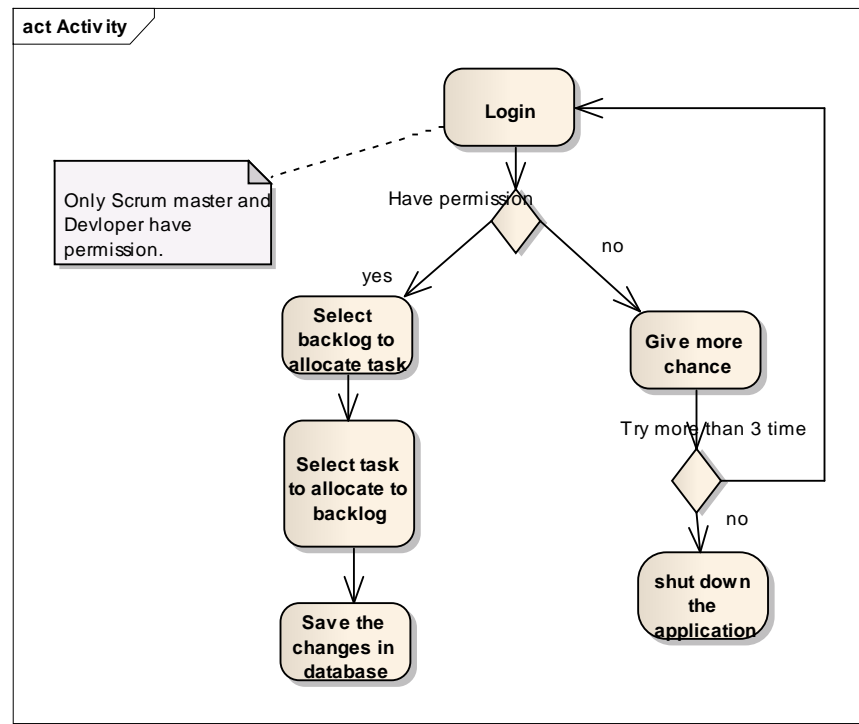 act Activity
Login
Only Scrum master and
Devloper have
permission.
Have permission
yes
no
Select
backlog to
allocate task
Give more
chance
Try more than 3 time
Select task
to allocate to
backlog
no
shut down
the
application
Save the
changes in
database